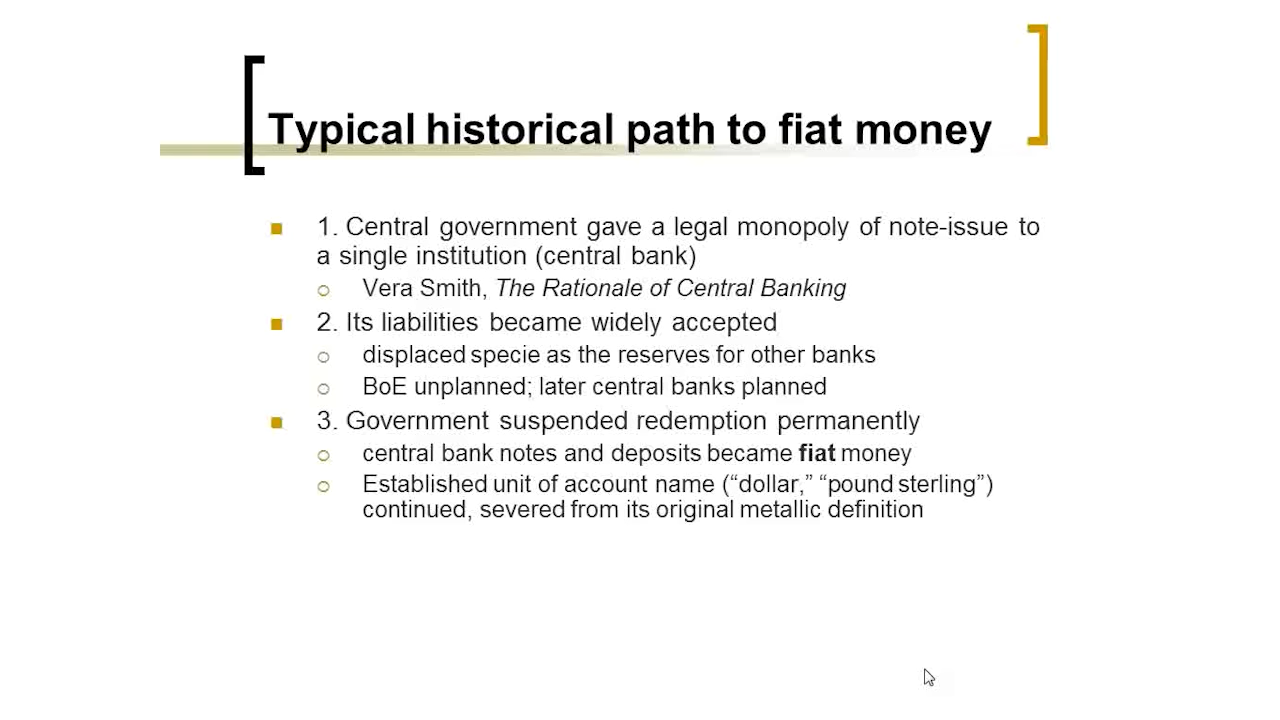 Typical historical path to fiat money
1. Central government gave a legal monopoly of note-issue to
a single institution (central bank)
Vera Smith, The Rationale of Central Banking
2. Its liabilities became widely accepted
displaced specie as the reserves for other banks
BoE unplanned; later central banks planned
3. Government suspended redemption permanently
central bank notes and deposits became fiat money
Established unit of account name (“dollar,” “pound sterling”)
continued, severed from its original metallic definition